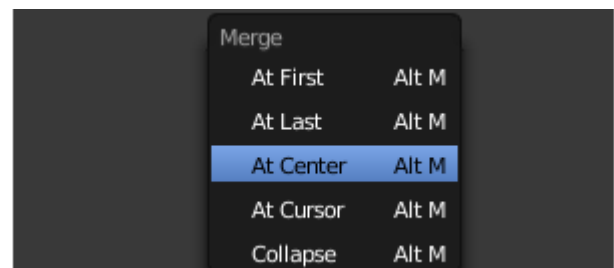 Merge
At First Alt M
At Last Alt M
At Center Alt M
At Cursor Alt M
Collapse Alt M